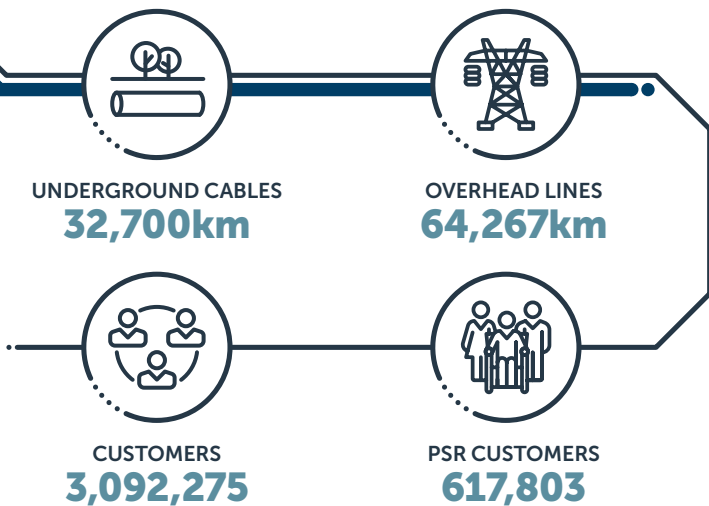 UNDERGROUND CABLES
32,700km
OVERHEAD LINES
64,267km
CUSTOMERS
3,092,275
PSR CUSTOMERS
617,803